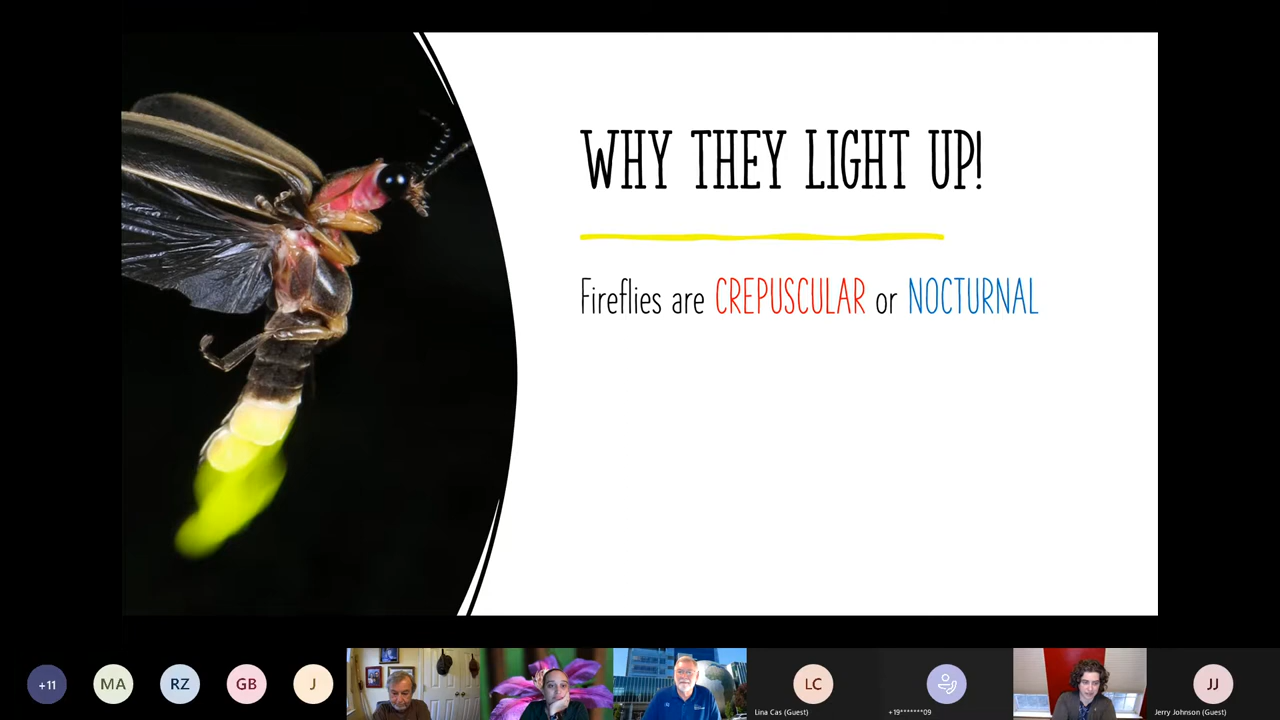 WHY THEY LIGHT UP!
Fireflies are CREPUSCULAR or NOCTURNAL
+11
MA
RZ
GB
J
LC
Lina Cas (Guest)
+19*******09
JJ
Jerry Johnson (Guest)